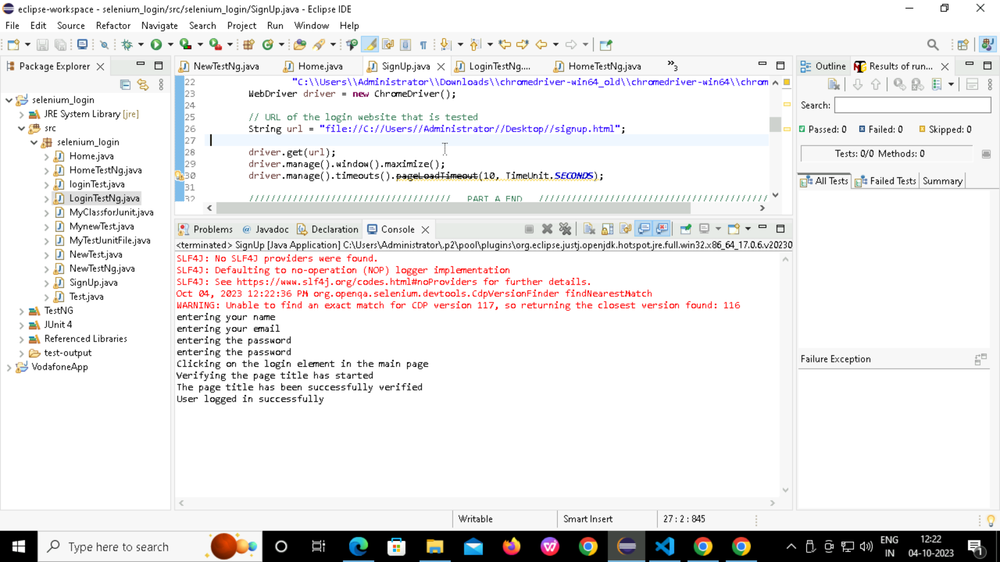 eclipse-workspace - selenium_login/src/selenium_login/SignUp.java - Eclipse IDE
File Edit Source Refactor Navigate Search Project Run Window Help
Package Explorer
selenium_login
JRE System Library [jre]
src
selenium_login
Home.java
HomeTestNg.java
loginTest.java
LoginTestNg.java
MyClassforJunit.java
MynewTest.java
MyTestJunitFile.java
NewTest.java
NewTestNg.java
SignUp.java
Test.java
TestNG
JUnit 4
Referenced Libraries
test-output
VodafoneApp
NewTestNg.java Home.java SignUp.java LoginTestNg.... HomeTestNg.java »3
22 "C:\\Users\\Administrator\\Downloads\\chromedriver-win64_old\\chromedriver-win64\\chrom
23 WebDriver driver = new ChromeDriver();
24
25 // URL of the login website that is tested
26 String url = "file://C://Users//Administrator//Desktop//signup.html";
27
28 driver.get(url);
29 driver.manage().window().maximize();
30 driver.manage().timeouts().pageLoadTimeout(10, TimeUnit.SECONDS);
31
32 ///////////////////////////////////// PART A END //////////////////////////////////////////
Problems @ Javadoc Declaration Console
<terminated> SignUp [Java Application] C:\Users\Administrator\.p2\pool\plugins\org.eclipse.justj.openjdk.hotspot.jre.full.win32.x86_64_17.0.6.v20230
SLF4J: No SLF4J providers were found.
SLF4J: Defaulting to no-operation (NOP) logger implementation
SLF4J: See https://www.slf4j.org/codes.html#noProviders for further details.
Oct 04, 2023 12:22:36 PM org.openqa.selenium.devtools.CdpVersionFinder findNearestMatch
WARNING: Unable to find an exact match for CDP version 117, so returning the closest version found: 116
entering your name
entering your email
entering the password
entering the password
Clicking on the login element in the main page
Verifying the page title has started
The page title has been successfully verified
User logged in successfully
Outline Results of run...
Search:
Passed: 0 Failed: 0 Skipped: 0
Tests: 0/0 Methods: 0
All Tests Failed Tests Summary
Failure Exception
Writable Smart Insert 27 : 2 : 845
Type here to search
ENG
IN
12:22
04-10-2023
1